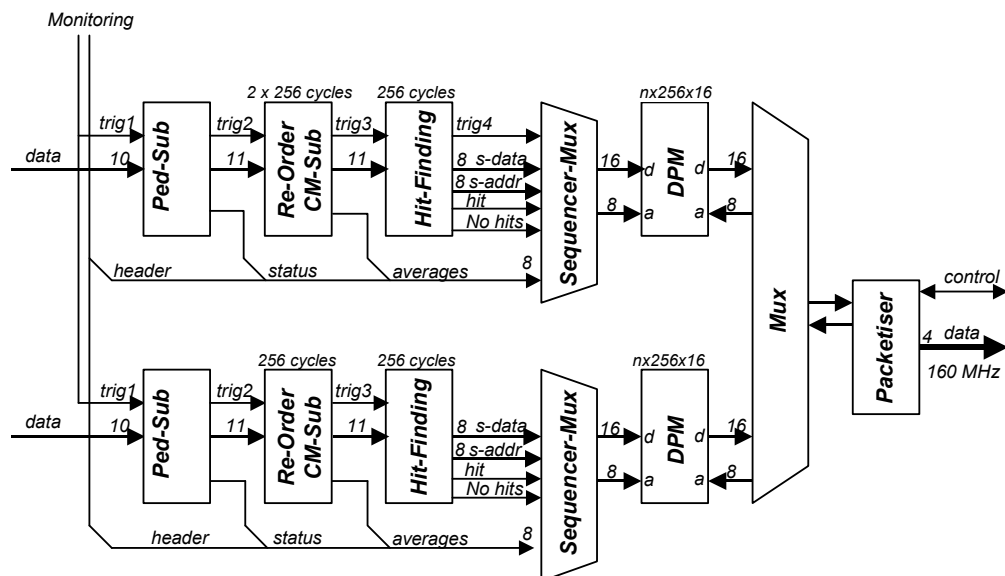 Monitoring
2 x 256 cycles
256 cycles
nx256x16
trig1
trig2
trig3
trig4
data
10
Ped-Sub
11
Re-Order
CM-Sub
11
Hit-Finding
8 s-data
8 s-addr
hit
No hits
Sequencer-Mux
16
8
d
a
DPM
d
a
16
8
header
status
averages
8
Mux
Packetiser
control
4 data
160 MHz
256 cycles
256 cycles
nx256x16
trig1
trig2
trig3
data
10
Ped-Sub
11
Re-Order
CM-Sub
11
Hit-Finding
8 s-data
8 s-addr
hit
No hits
Sequencer-Mux
16
8
d
a
DPM
d
a
16
8
header
status
averages
8